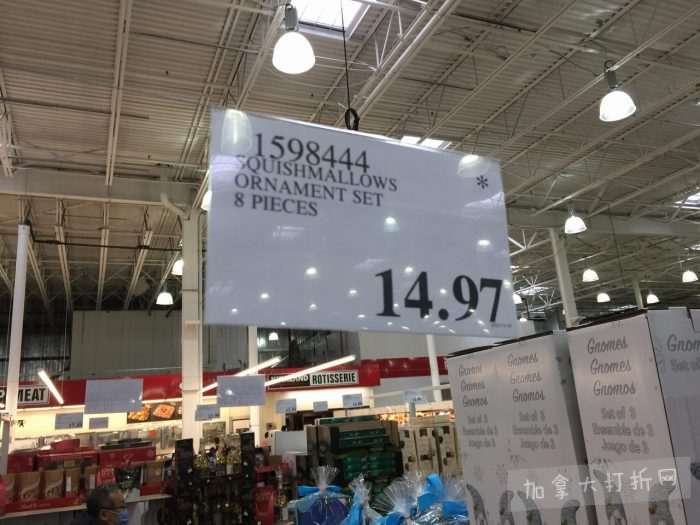 1598444
SQUISHMALLOWS
ORNAMENT SET
8 PIECES
*
14.97
MEAT
ROTISSERIE
Gnomes
Gnomes
Gnomos
Set of 3
Ensemble de 3
Juego de 3
Gnomes
Gnomes
Gnomos
Set of 3
Ensemble de 3
Juego de 3
加拿大打折网